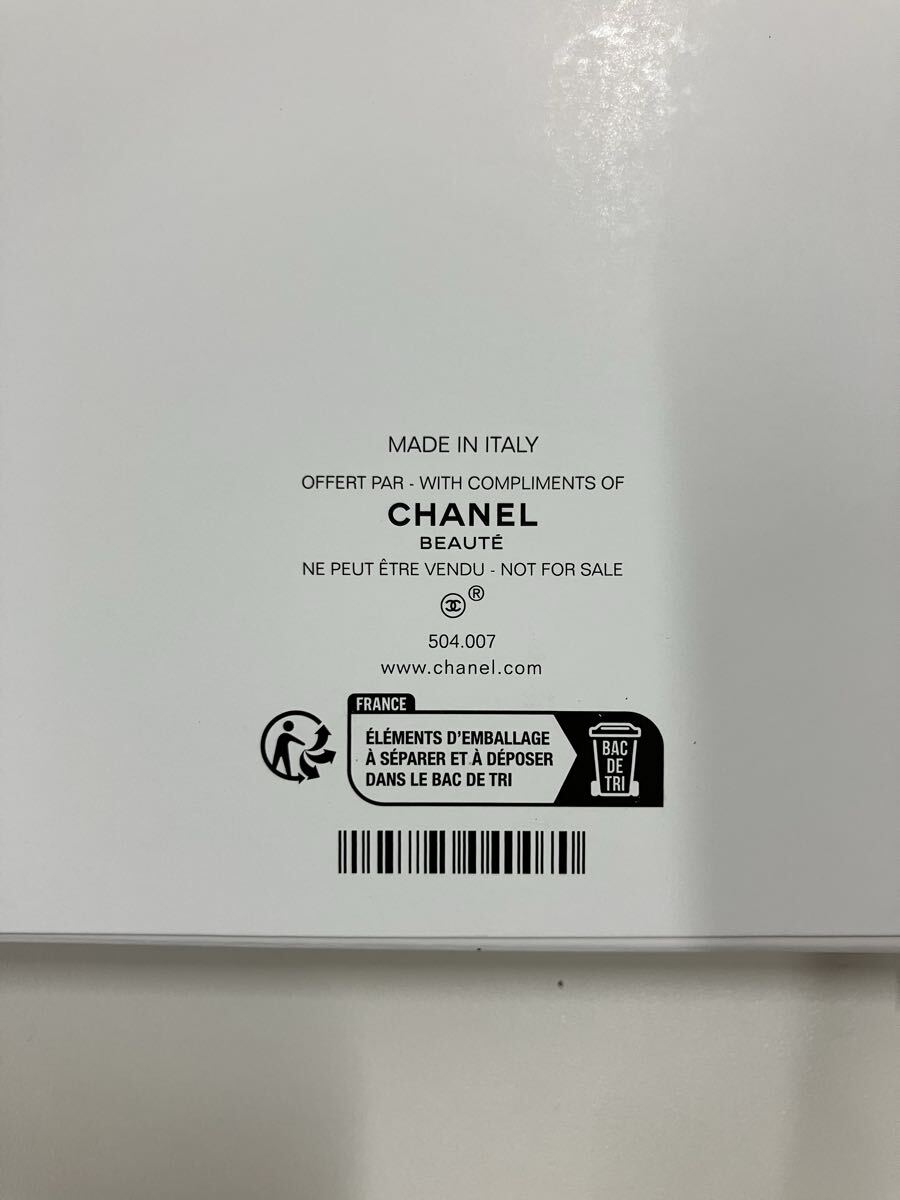 MADE IN ITALY
OFFERT PAR - WITH COMPLIMENTS OF
CHANEL
BEAUTÉ
NE PEUT ÊTRE VENDU - NOT FOR SALE
®
504.007
www.chanel.com
FRANCE
ÉLÉMENTS D'EMBALLAGE
À SÉPARER ET À DÉPOSER
DANS LE BAC DE TRI
BAC
DE
TRI